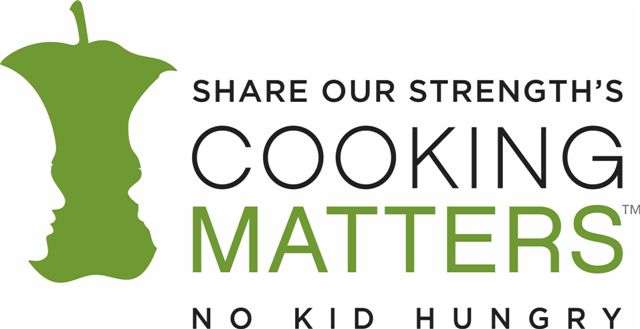 SHARE OUR STRENGTH'S
COOKING
MATTERS™
NO KID HUNGRY